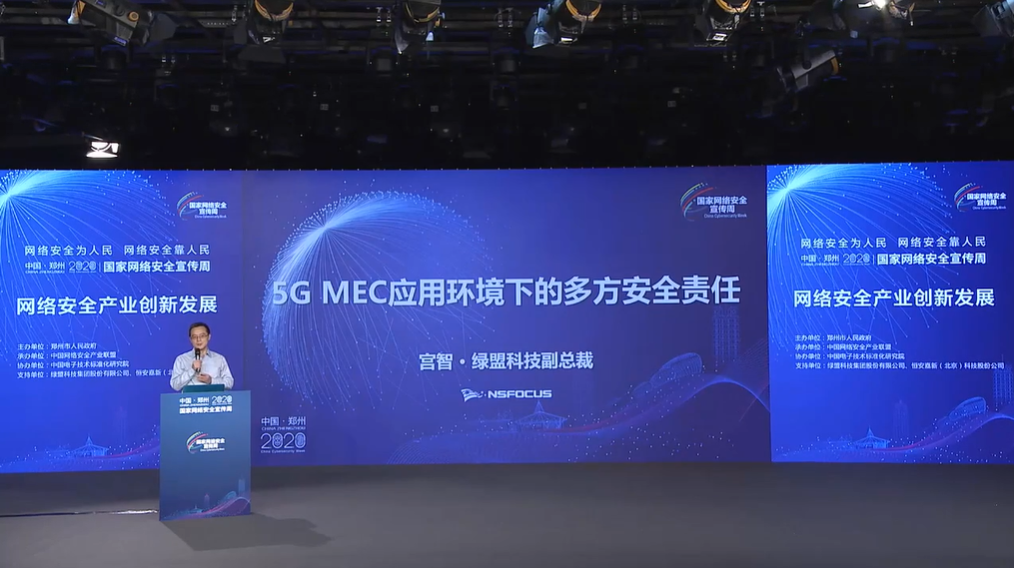 国家网络安全
宣传周
网络安全为人民 网络安全靠人民
中国·郑州 2020 国家网络安全宣传周
网络安全产业创新发展
主办单位：郑州市人民政府
承办单位：中国网络安全产业联盟
协办单位：中国电子技术标准化研究院
支持单位：绿盟科技集团股份有限公司、恒安嘉新（北
国家网络安全
宣传周
China Cybersecurity Week
5G MEC应用环境下的多方安全责任
宫智·绿盟科技副总裁
NSFOCUS
中国·郑州
CHINA ZHENGZHOU
2020
China Cybersecurity Week
国家网络安全
宣传周
China Cybersecurity Week
网络安全为人民 网络安全靠人民
中国·郑州 2020 国家网络安全宣传周
网络安全产业创新发展
主办单位：郑州市人民政府
承办单位：中国网络安全产业联盟
协办单位：中国电子技术标准化研究院
支持单位：绿盟科技集团股份有限公司、恒安嘉新（北京）科技股份公司
中国·郑州 2020
国家网络安全宣传周
国家网络安全
宣传周